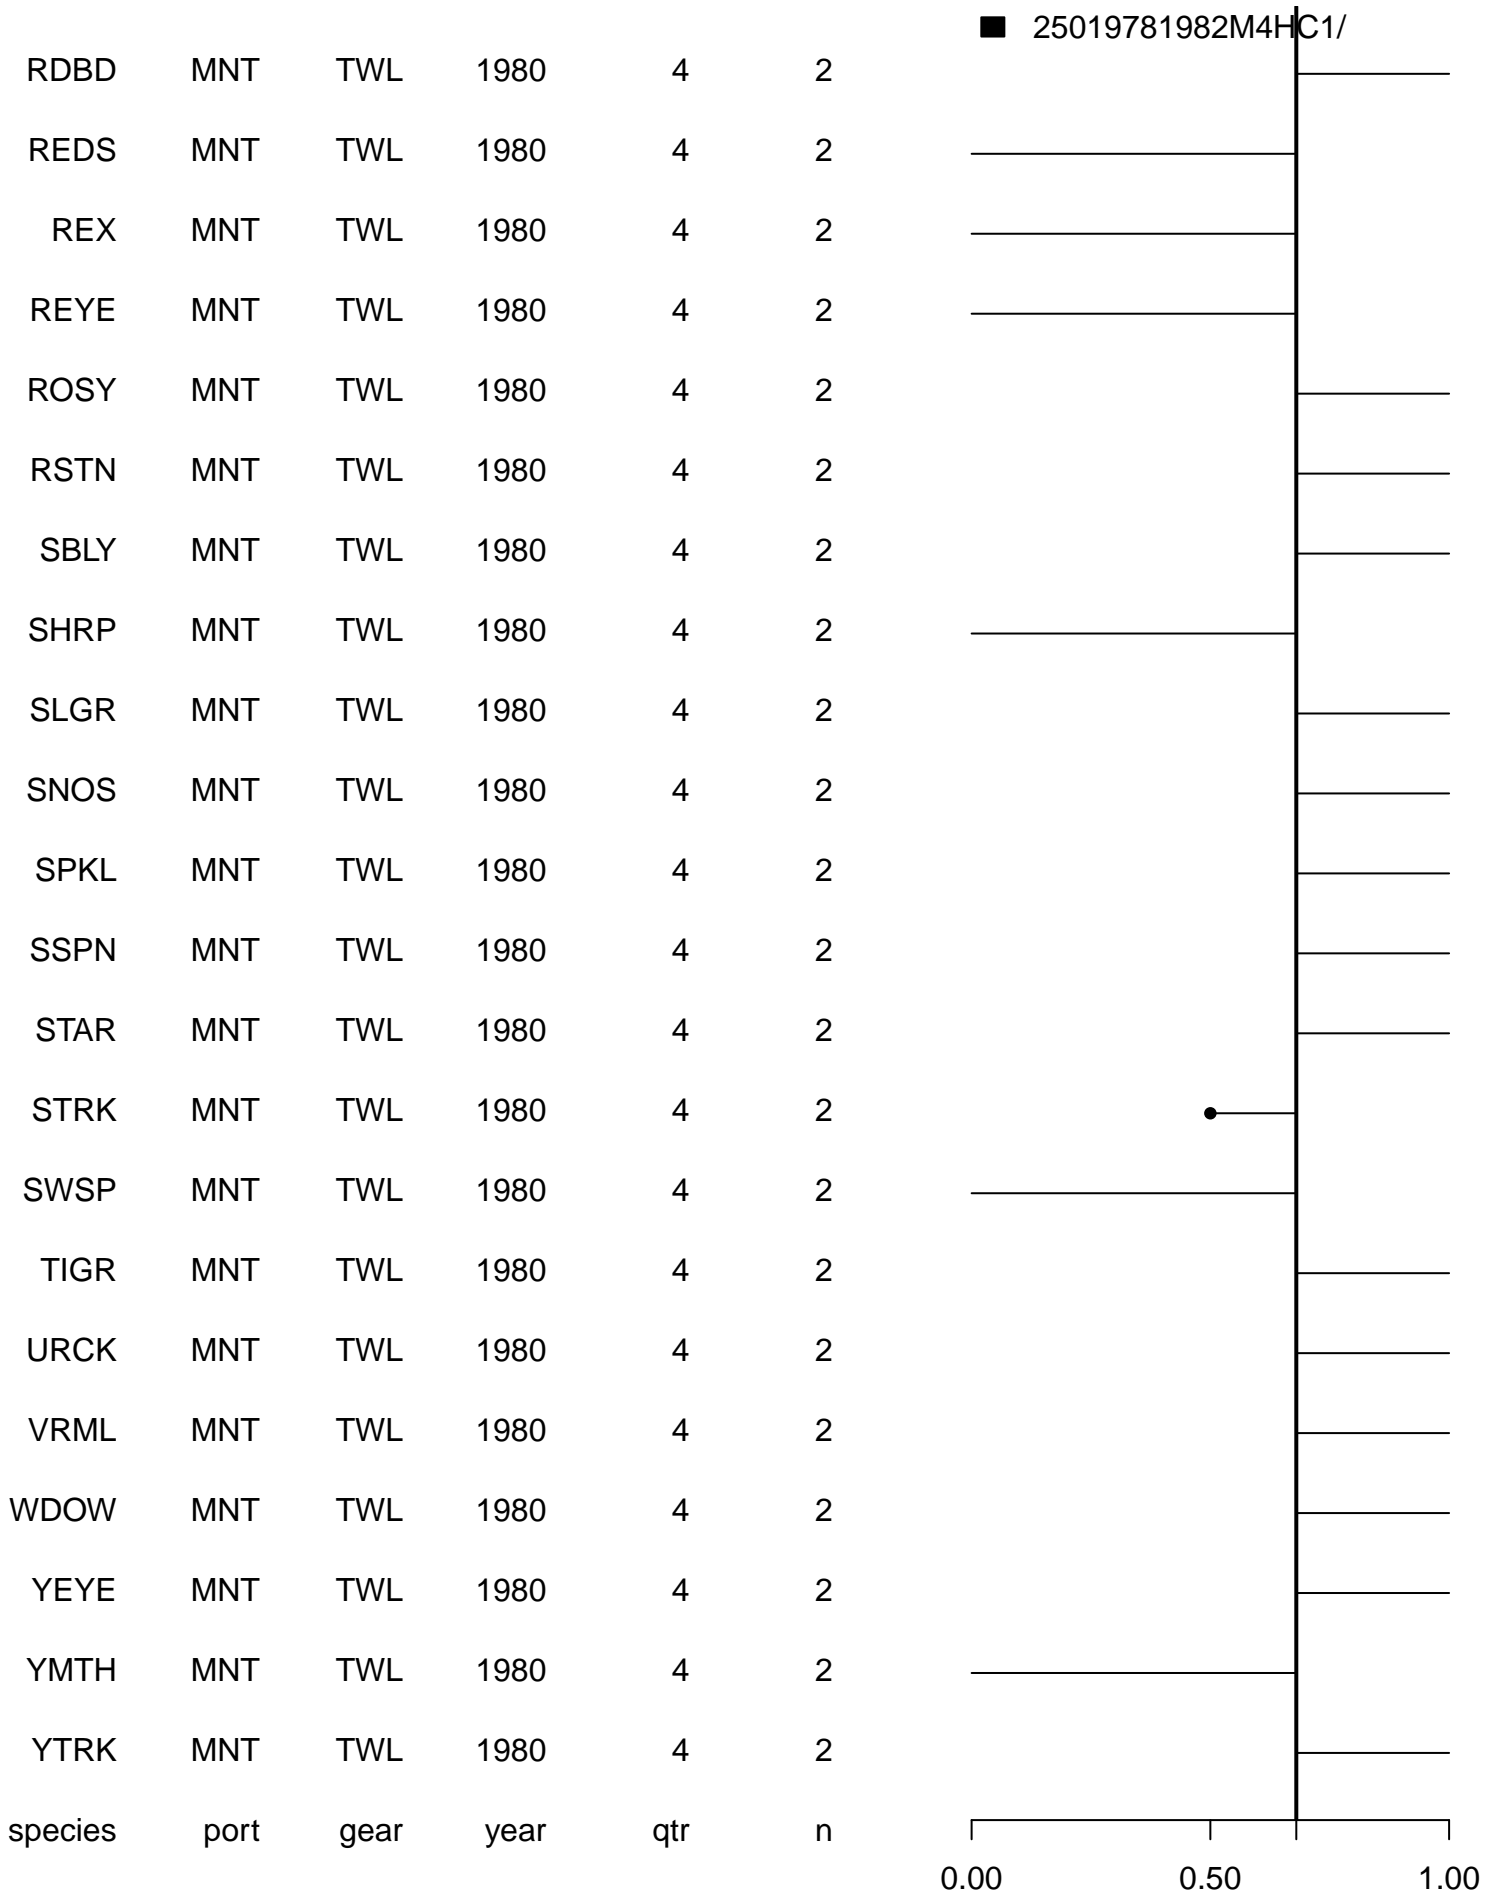 25019781982M4HC1/
RDBD MNT TWL 1980 4 2
REDS MNT TWL 1980 4 2
REX MNT TWL 1980 4 2
REYE MNT TWL 1980 4 2
ROSY MNT TWL 1980 4 2
RSTN MNT TWL 1980 4 2
SBLY MNT TWL 1980 4 2
SHRP MNT TWL 1980 4 2
SLGR MNT TWL 1980 4 2
SNOS MNT TWL 1980 4 2
SPKL MNT TWL 1980 4 2
SSPN MNT TWL 1980 4 2
STAR MNT TWL 1980 4 2
STRK MNT TWL 1980 4 2
SWSP MNT TWL 1980 4 2
TIGR MNT TWL 1980 4 2
URCK MNT TWL 1980 4 2
VRML MNT TWL 1980 4 2
WDOW MNT TWL 1980 4 2
YEYE MNT TWL 1980 4 2
YMTH MNT TWL 1980 4 2
YTRK MNT TWL 1980 4 2
species port gear year qtr n
0.00 0.50 1.00